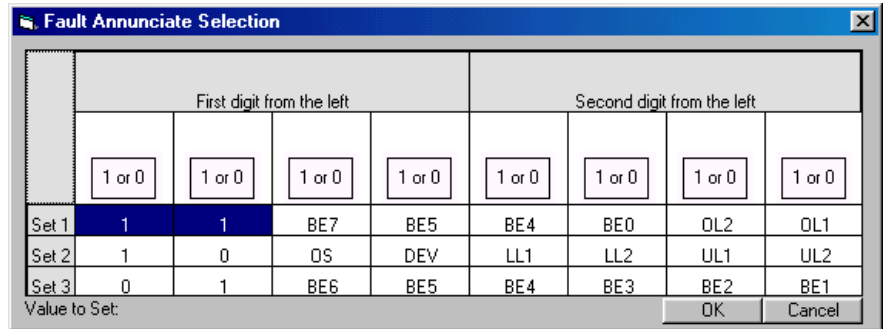 Fault Annunciate Selection
First digit from the left Second digit from the left
1 or 0 1 or 0 1 or 0 1 or 0 1 or 0 1 or 0 1 or 0 1 or 0
Set 1 1 1 BE7 BE5 BE4 BE0 OL2 OL1
Set 2 1 0 OS DEV LL1 LL2 UL1 UL2
Set 3 0 1 BE6 BE5 BE4 BE3 BE2 BE1
Value to Set: OK Cancel